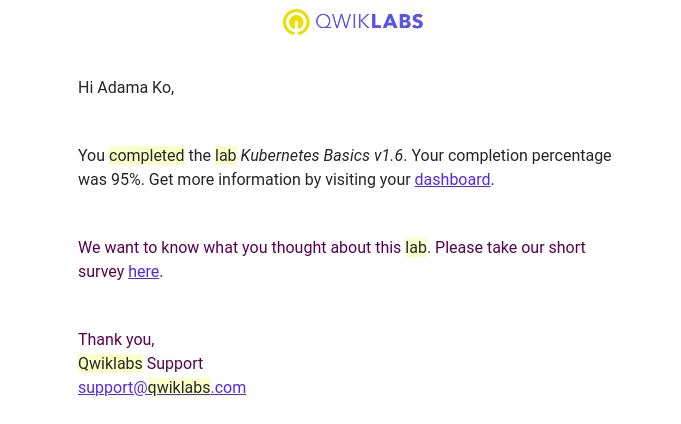 QWIKLABS
Hi Adama Ko,
You completed the lab Kubernetes Basics v1.6. Your completion percentage
was 95%. Get more information by visiting your dashboard.
We want to know what you thought about this lab. Please take our short
survey here.
Thank you,
Qwiklabs Support
support@qwiklabs.com